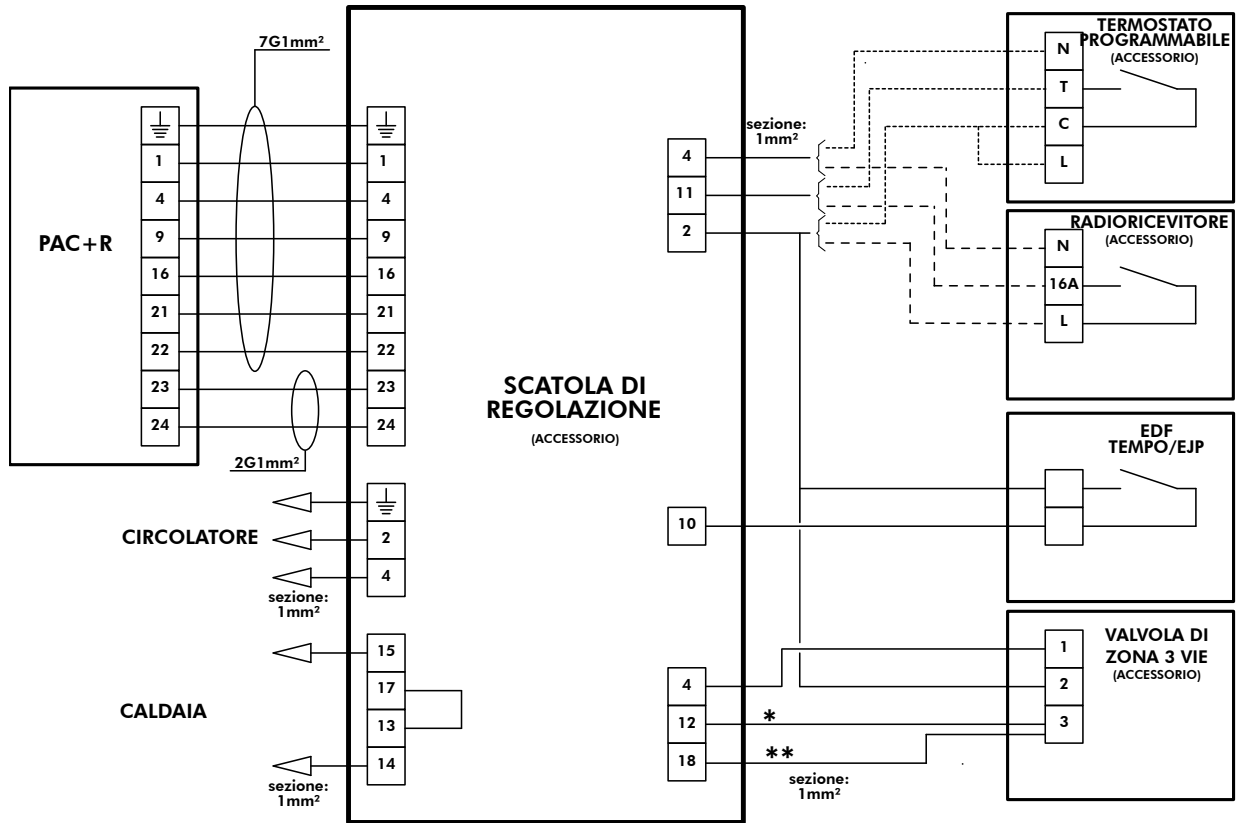 7G1mm²
PAC+R
1
4
9
16
21
22
23
24
1
4
9
16
21
22
23
24
2G1mm²
CIRCOLATORE
2
4
sezione:
1mm²
CALDAIA
15
17
13
14
sezione:
1mm²
SCATOLA DI
REGOLAZIONE
(ACCESSORIO)
4
11
2
sezione:
1mm²
10
4
12
18
*
**
sezione:
1mm²
TERMOSTATO
PROGRAMMABILE
(ACCESSORIO)
N
T
C
L
RADIORICEVITORE
(ACCESSORIO)
N
16A
L
EDF
TEMPO/EJP
VALVOLA DI
ZONA 3 VIE
(ACCESSORIO)
1
2
3